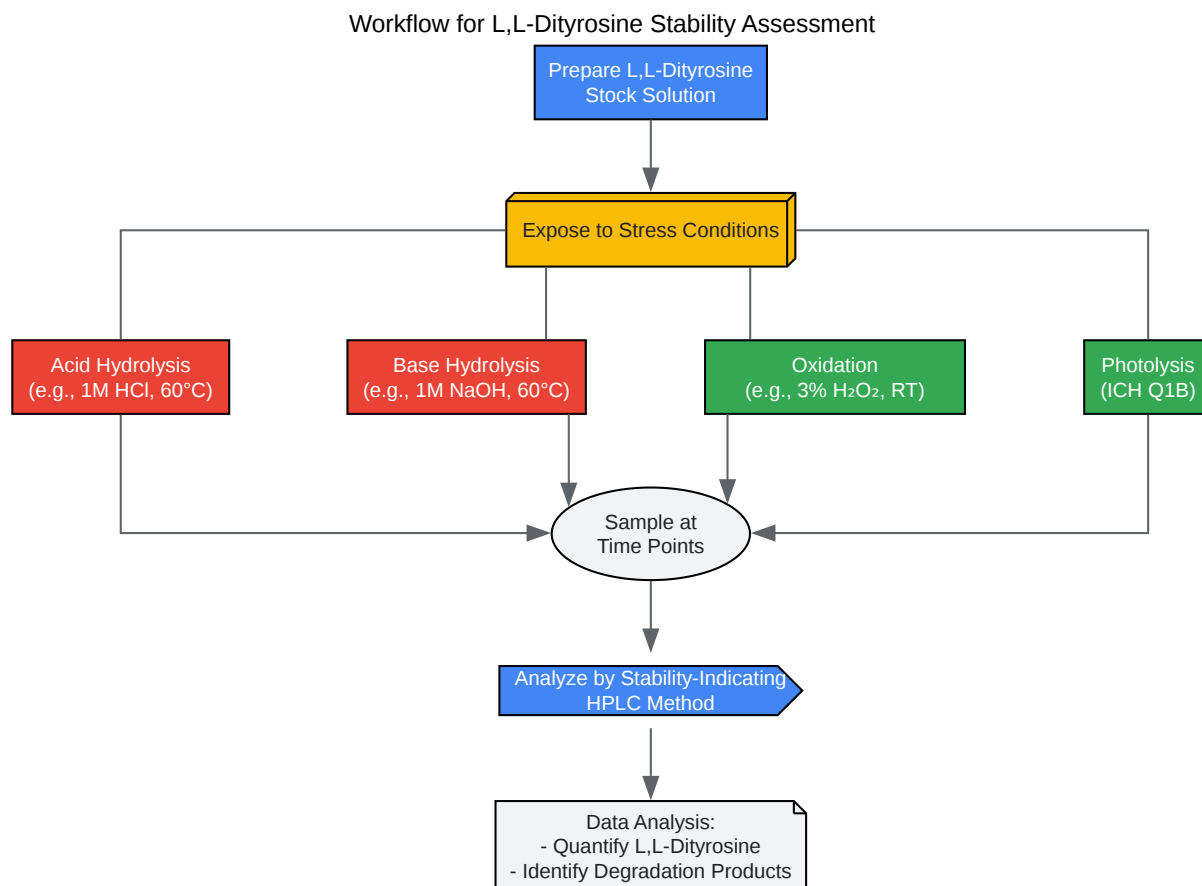 Workflow for L,L-Dityrosine Stability Assessment
Prepare L,L-Dityrosine
Stock Solution
Expose to Stress Conditions
Acid Hydrolysis
(e.g., 1M HCl, 60°C)
Base Hydrolysis
(e.g., 1M NaOH, 60°C)
Oxidation
(e.g., 3% H₂O₂, RT)
Photolysis
(ICH Q1B)
Sample at
Time Points
Analyze by Stability-Indicating
HPLC Method
Data Analysis:
- Quantify L,L-Dityrosine
- Identify Degradation Products